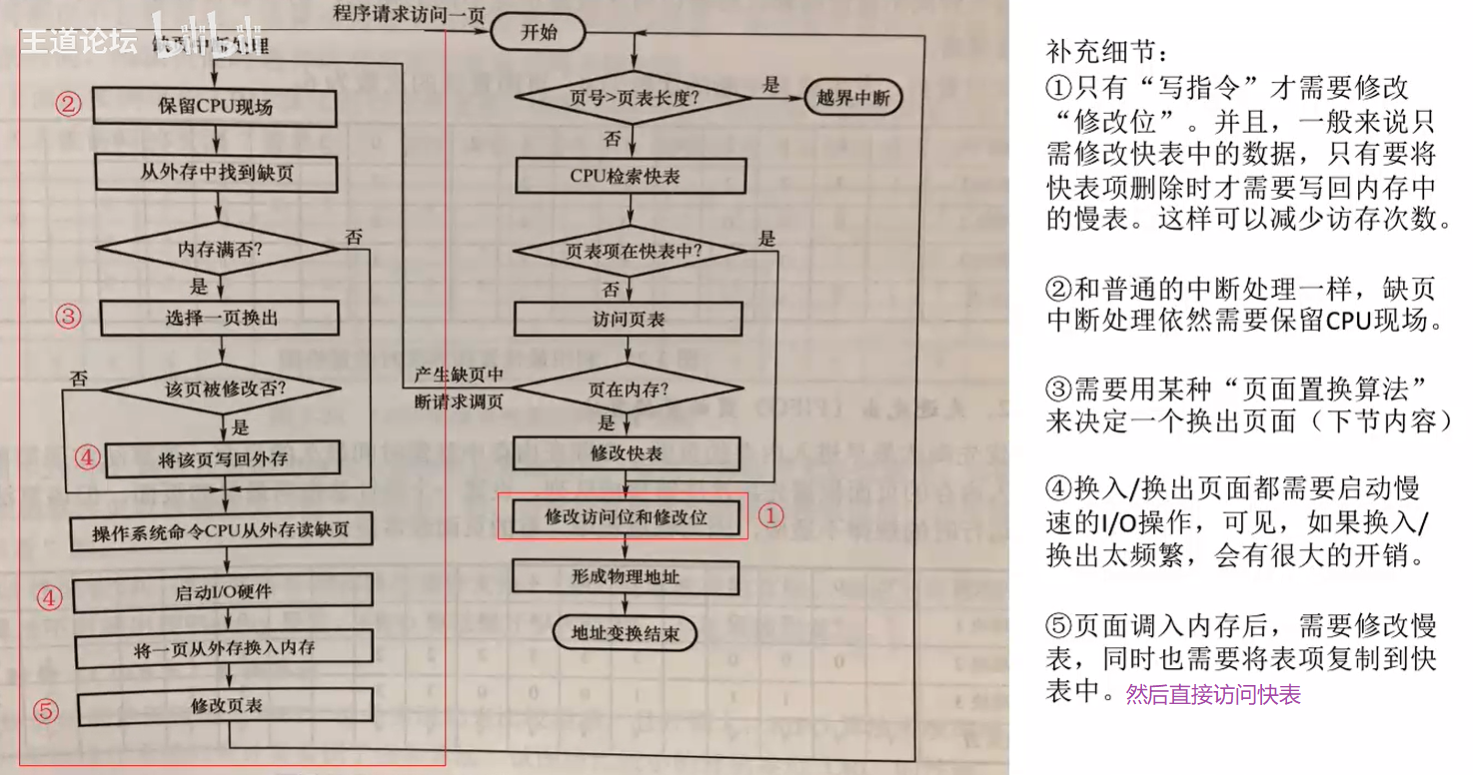 程序请求访问一页
王道论坛
开始
页号>页表长度？
是
越界中断
否
CPU检索快表
页表项在快表中？
是
否
访问页表
页在内存？
产生缺页中
断请求调页
是
修改快表
修改访问位和修改位
①
形成物理地址
地址变换结束
②
保留CPU现场
从外存中找到缺页
内存满否？
否
是
③
选择一页换出
该页被修改否？
否
是
④
将该页写回外存
操作系统命令CPU从外存读缺页
④
启动I/O硬件
将一页从外存换入内存
⑤
修改页表
补充细节：
①只有“写指令”才需要修改
“修改位”。并且，一般来说只
需修改快表中的数据，只有要将
快表项删除时才需要写回内存中
的慢表。这样可以减少访存次数。
②和普通的中断处理一样，缺页
中断处理依然需要保留CPU现场。
③需要用某种“页面置换算法”
来决定一个换出页面（下节内容）
④换入/换出页面都需要启动慢
速的I/O操作，可见，如果换入/
换出太频繁，会有很大的开销。
⑤页面调入内存后，需要修改慢
表，同时也需要将表项复制到快
表中。然后直接访问快表